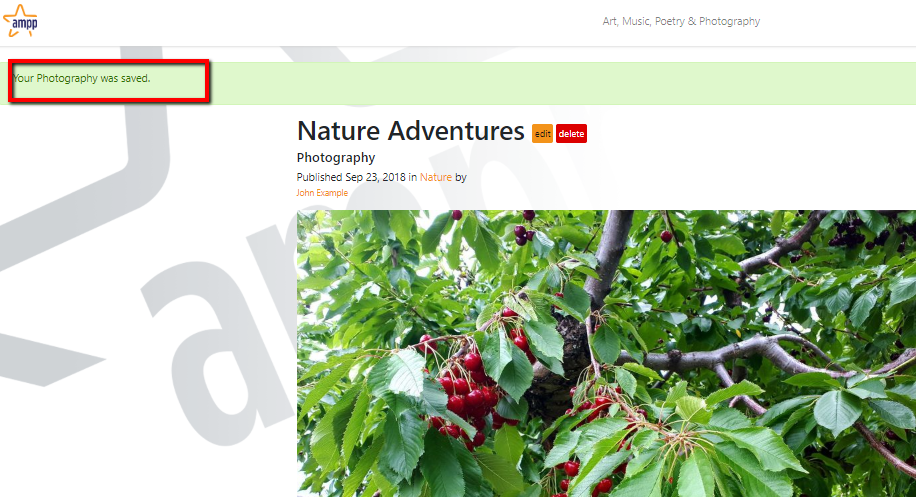 ampp
Art, Music, Poetry & Photography
Your Photography was saved.
Nature Adventures edit delete
Photography
Published Sep 23, 2018 in Nature by
John Example
amp